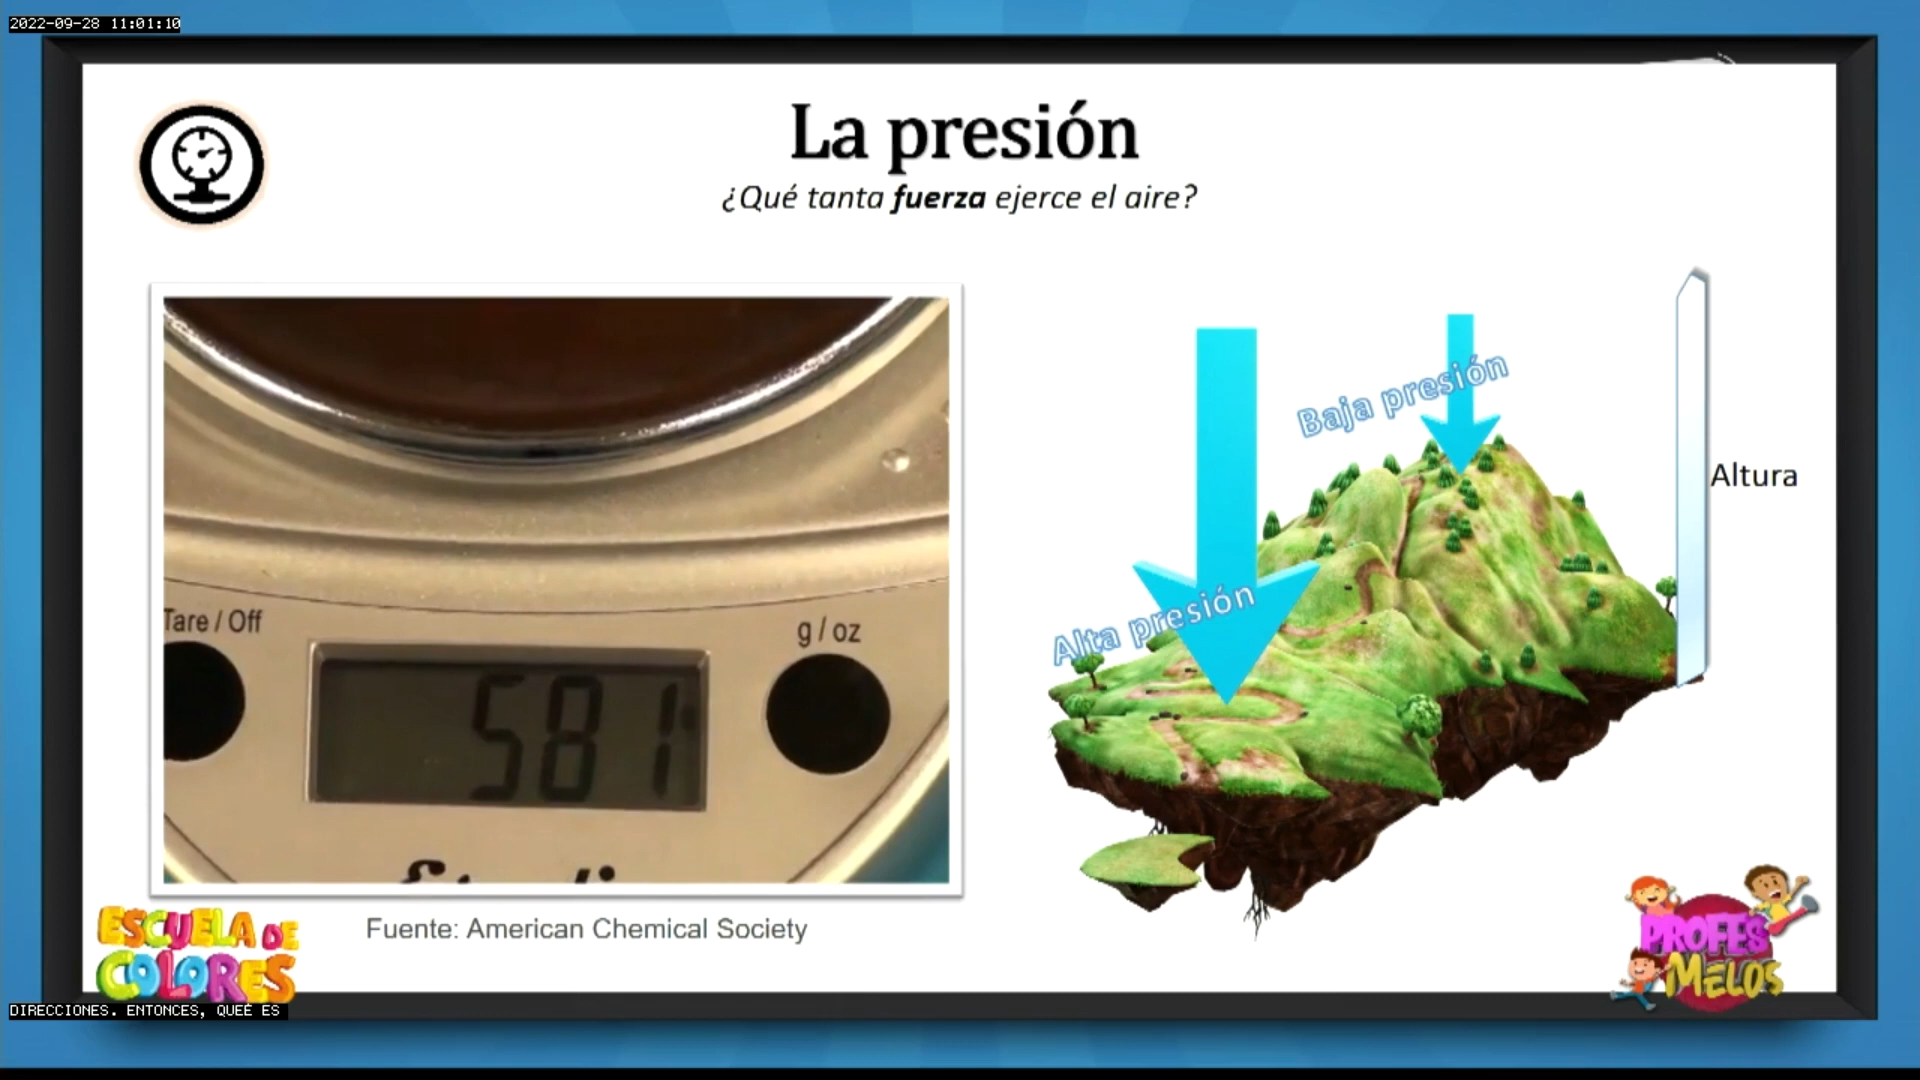 2022-09-28 11:01:10
La presión
¿Qué tanta fuerza ejerce el aire?
Baja presión
Altura
Alta presión
Tare / Off
g / oz
581
Fuente: American Chemical Society
ESCUELA DE
COLORES
PROFES
MELOS
DIRECCIONES. ENTONCES, QUEÉ ES